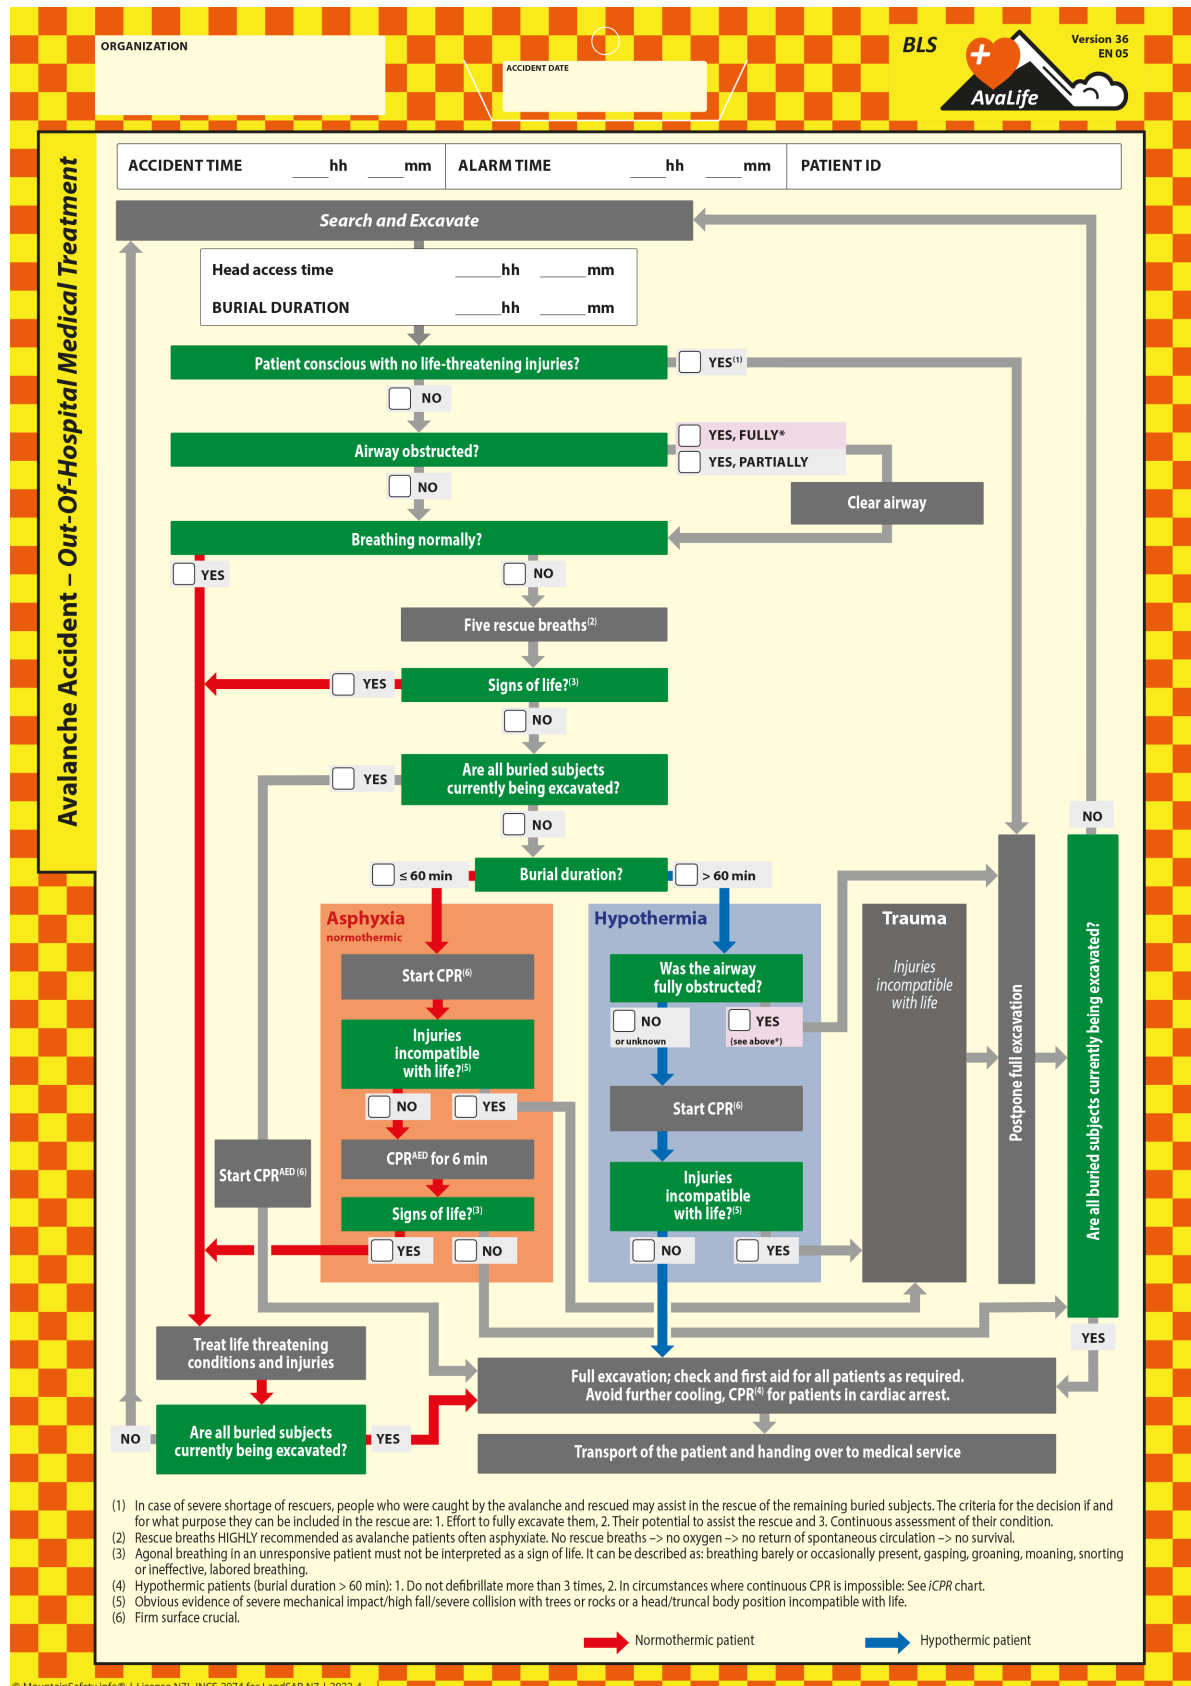 ORGANIZATION
ACCIDENT DATE
BLS
Version 36
EN 05
AvaLife
Avalanche Accident – Out-Of-Hospital Medical Treatment
ACCIDENT TIME ____hh ____mm
ALARM TIME ____hh ____mm
PATIENT ID
Search and Excavate
Head access time _____hh _____mm
BURIAL DURATION _____hh _____mm
Patient conscious with no life-threatening injuries?
YES(1)
NO
Airway obstructed?
YES, FULLY*
YES, PARTIALLY
NO
Clear airway
Breathing normally?
YES
NO
Five rescue breaths(2)
Signs of life?(3)
YES
NO
Are all buried subjects
currently being excavated?
YES
NO
Burial duration?
≤ 60 min
> 60 min
Asphyxia
normothermic
Start CPR(6)
Injuries
incompatible
with life?(5)
NO
YES
CPRAED for 6 min
Signs of life?(3)
YES
NO
Start CPRAED (6)
Hypothermia
Was the airway
fully obstructed?
NO
or unknown
YES
(see above*)
Start CPR(6)
Injuries
incompatible
with life?(5)
NO
YES
Trauma
Injuries
incompatible
with life
Postpone full excavation
NO
Are all buried subjects currently being excavated?
YES
Treat life threatening
conditions and injuries
Are all buried subjects
currently being excavated?
NO
YES
Full excavation; check and first aid for all patients as required.
Avoid further cooling, CPR(4) for patients in cardiac arrest.
Transport of the patient and handing over to medical service
(1) In case of severe shortage of rescuers, people who were caught by the avalanche and rescued may assist in the rescue of the remaining buried subjects. The criteria for the decision if and
for what purpose they can be included in the rescue are: 1. Effort to fully excavate them, 2. Their potential to assist the rescue and 3. Continuous assessment of their condition.
(2) Rescue breaths HIGHLY recommended as avalanche patients often asphyxiate. No rescue breaths –> no oxygen –> no return of spontaneous circulation –> no survival.
(3) Agonal breathing in an unresponsive patient must not be interpreted as a sign of life. It can be described as: breathing barely or occasionally present, gasping, groaning, moaning, snorting
or ineffective, labored breathing.
(4) Hypothermic patients (burial duration > 60 min): 1. Do not defibrillate more than 3 times, 2. In circumstances where continuous CPR is impossible: See iCPR chart.
(5) Obvious evidence of severe mechanical impact/high fall/severe collision with trees or rocks or a head/truncal body position incompatible with life.
(6) Firm surface crucial.
Normothermic patient
Hypothermic patient